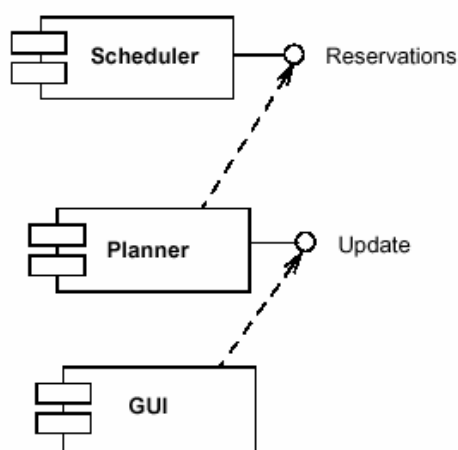 Scheduler
Reservations
Planner
Update
GUI